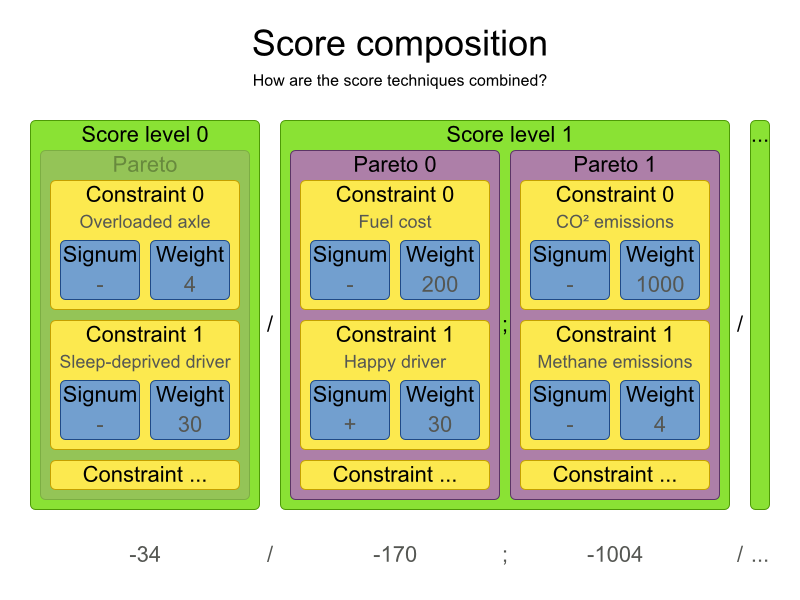 Score composition
How are the score techniques combined?
Score level 0
Pareto
Constraint 0
Overloaded axle
Signum
-
Weight
4
Constraint 1
Sleep-deprived driver
Signum
-
Weight
30
Constraint ...
/
Score level 1
Pareto 0
Constraint 0
Fuel cost
Signum
-
Weight
200
Constraint 1
Happy driver
Signum
+
Weight
30
Constraint ...
;
Pareto 1
Constraint 0
CO² emissions
Signum
-
Weight
1000
Constraint 1
Methane emissions
Signum
-
Weight
4
Constraint ...
/
...
-34 / -170 ; -1004 / ...